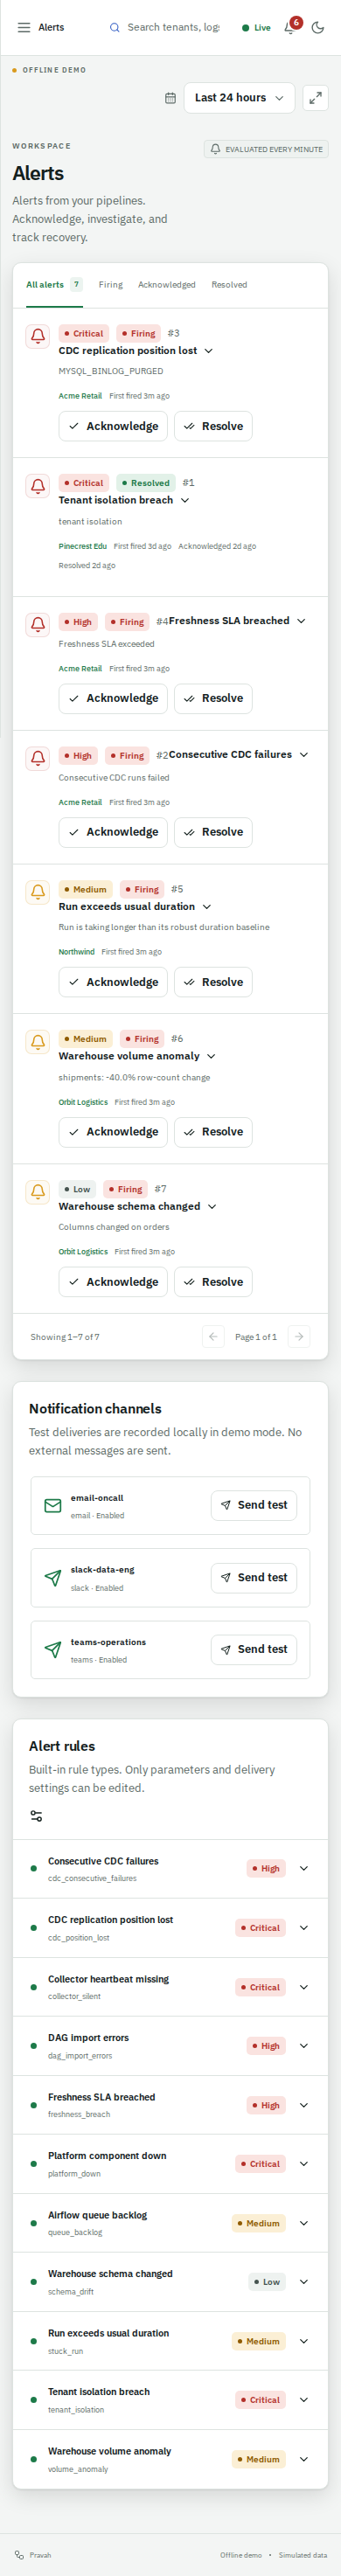 Alerts
Search tenants, log
Live
6
OFFLINE DEMO
Last 24 hours
WORKSPACE
EVALUATED EVERY MINUTE
Alerts
Alerts from your pipelines.
Acknowledge, investigate, and
track recovery.
All alerts 7 Firing Acknowledged Resolved
Critical Firing #3
CDC replication position lost
MYSQL_BINLOG_PURGED
Acme Retail First fired 3m ago
Acknowledge Resolve
Critical Resolved #1
Tenant isolation breach
tenant isolation
Pinecrest Edu First fired 3d ago Acknowledged 2d ago
Resolved 2d ago
High Firing #4 Freshness SLA breached
Freshness SLA exceeded
Acme Retail First fired 3m ago
Acknowledge Resolve
High Firing #2 Consecutive CDC failures
Consecutive CDC runs failed
Acme Retail First fired 3m ago
Acknowledge Resolve
Medium Firing #5
Run exceeds usual duration
Run is taking longer than its robust duration baseline
Northwind First fired 3m ago
Acknowledge Resolve
Medium Firing #6
Warehouse volume anomaly
shipments: -40.0% row-count change
Orbit Logistics First fired 3m ago
Acknowledge Resolve
Low Firing #7
Warehouse schema changed
Columns changed on orders
Orbit Logistics First fired 3m ago
Acknowledge Resolve
Showing 1–7 of 7 Page 1 of 1
Notification channels
Test deliveries are recorded locally in demo mode. No
external messages are sent.
email-oncall
email · Enabled
Send test
slack-data-eng
slack · Enabled
Send test
teams-operations
teams · Enabled
Send test
Alert rules
Built-in rule types. Only parameters and delivery
settings can be edited.
Consecutive CDC failures
cdc_consecutive_failures
High
CDC replication position lost
cdc_position_lost
Critical
Collector heartbeat missing
collector_silent
Critical
DAG import errors
dag_import_errors
High
Freshness SLA breached
freshness_breach
High
Platform component down
platform_down
Critical
Airflow queue backlog
queue_backlog
Medium
Warehouse schema changed
schema_drift
Low
Run exceeds usual duration
stuck_run
Medium
Tenant isolation breach
tenant_isolation
Critical
Warehouse volume anomaly
volume_anomaly
Medium
Pravah
Offline demo • Simulated data